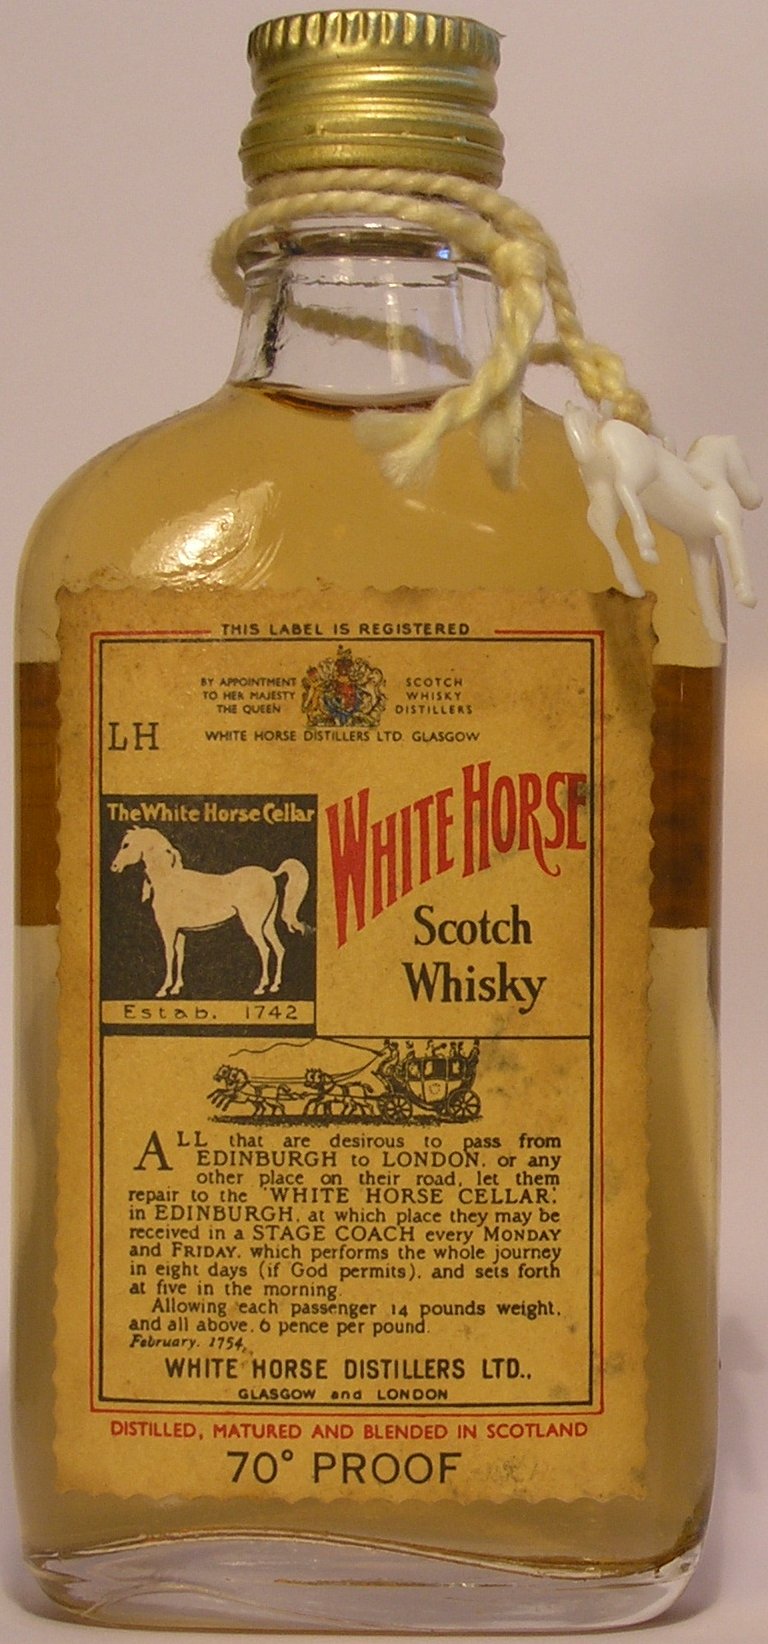 THIS LABEL IS REGISTERED
BY APPOINTMENT
TO HER MAJESTY
THE QUEEN
SCOTCH
WHISKY
DISTILLERS
WHITE HORSE DISTILLERS LTD. GLASGOW
LH
The White Horse Cellar
Estab. 1742
WHITE HORSE
Scotch
Whisky
ALL that are desirous to pass from
EDINBURGH to LONDON, or any
other place on their road, let them
repair to the 'WHITE HORSE CELLAR'.
in EDINBURGH, at which place they may be
received in a STAGE COACH every MONDAY
and FRIDAY, which performs the whole journey
in eight days (if God permits), and sets forth
at five in the morning.
Allowing each passenger 14 pounds weight,
and all above, 6 pence per pound.
February, 1754.
WHITE HORSE DISTILLERS LTD.,
GLASGOW and LONDON
DISTILLED, MATURED AND BLENDED IN SCOTLAND
70° PROOF